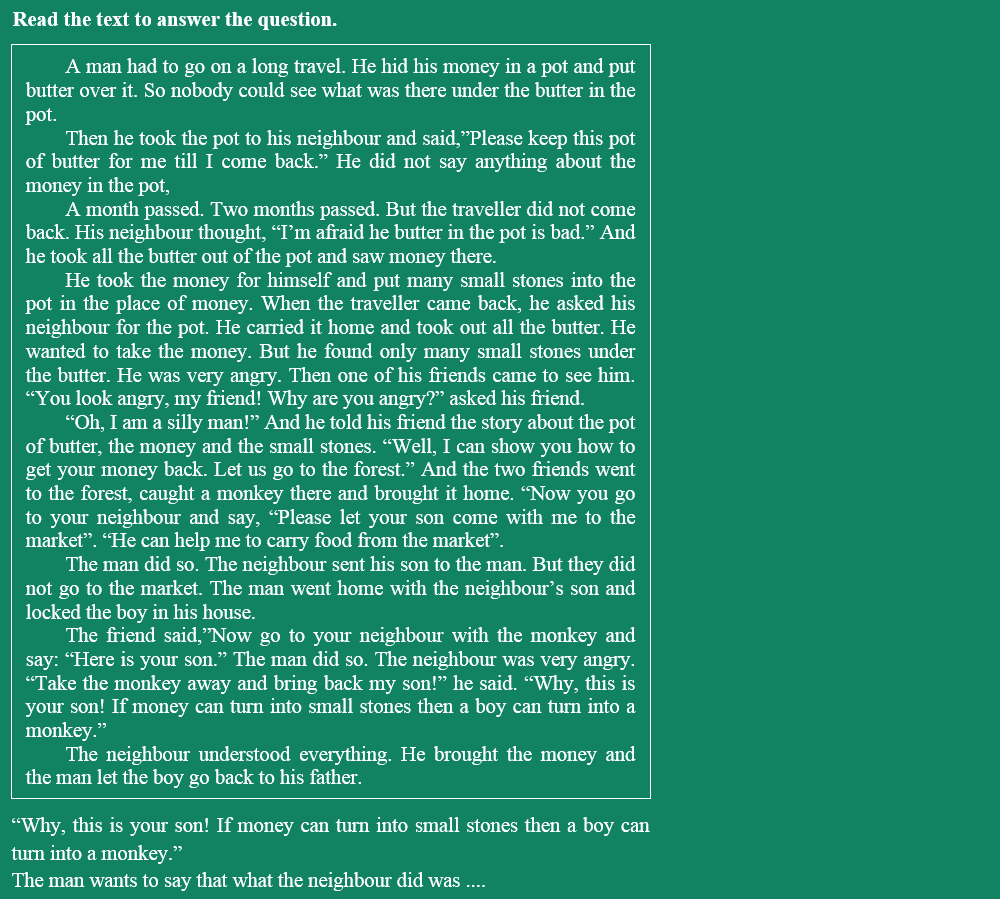 Read the text to answer the question.
A man had to go on a long travel. He hid his money in a pot and put
butter over it. So nobody could see what was there under the butter in the
pot.
Then he took the pot to his neighbour and said,”Please keep this pot
of butter for me till I come back.” He did not say anything about the
money in the pot,
A month passed. Two months passed. But the traveller did not come
back. His neighbour thought, “I’m afraid he butter in the pot is bad.” And
he took all the butter out of the pot and saw money there.
He took the money for himself and put many small stones into the
pot in the place of money. When the traveller came back, he asked his
neighbour for the pot. He carried it home and took out all the butter. He
wanted to take the money. But he found only many small stones under
the butter. He was very angry. Then one of his friends came to see him.
“You look angry, my friend! Why are you angry?” asked his friend.
“Oh, I am a silly man!” And he told his friend the story about the pot
of butter, the money and the small stones. “Well, I can show you how to
get your money back. Let us go to the forest.” And the two friends went
to the forest, caught a monkey there and brought it home. “Now you go
to your neighbour and say, “Please let your son come with me to the
market”. “He can help me to carry food from the market”.
The man did so. The neighbour sent his son to the man. But they did
not go to the market. The man went home with the neighbour’s son and
locked the boy in his house.
The friend said,”Now go to your neighbour with the monkey and
say: “Here is your son.” The man did so. The neighbour was very angry.
“Take the monkey away and bring back my son!” he said. “Why, this is
your son! If money can turn into small stones then a boy can turn into a
monkey.”
The neighbour understood everything. He brought the money and
the man let the boy go back to his father.
“Why, this is your son! If money can turn into small stones then a boy can
turn into a monkey.”
The man wants to say that what the neighbour did was ....